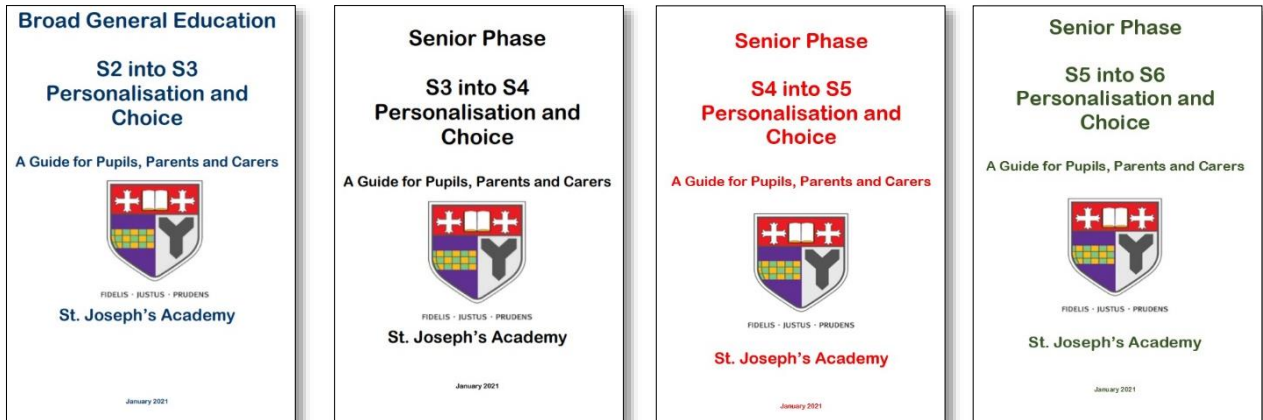 Broad General Education
S2 into S3
Personalisation and
Choice
A Guide for Pupils, Parents and Carers
FIDELIS · JUSTUS · PRUDENS
St. Joseph's Academy
January 2021
Senior Phase
S3 into S4
Personalisation and
Choice
A Guide for Pupils, Parents and Carers
FIDELIS · JUSTUS · PRUDENS
St. Joseph's Academy
January 2021
Senior Phase
S4 into S5
Personalisation and
Choice
A Guide for Pupils, Parents and Carers
FIDELIS · JUSTUS · PRUDENS
St. Joseph's Academy
January 2021
Senior Phase
S5 into S6
Personalisation and
Choice
A Guide for Pupils, Parents and Carers
FIDELIS · JUSTUS · PRUDENS
St. Joseph's Academy
January 2021